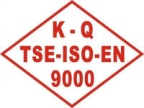 K - Q
TSE-ISO-EN
9000